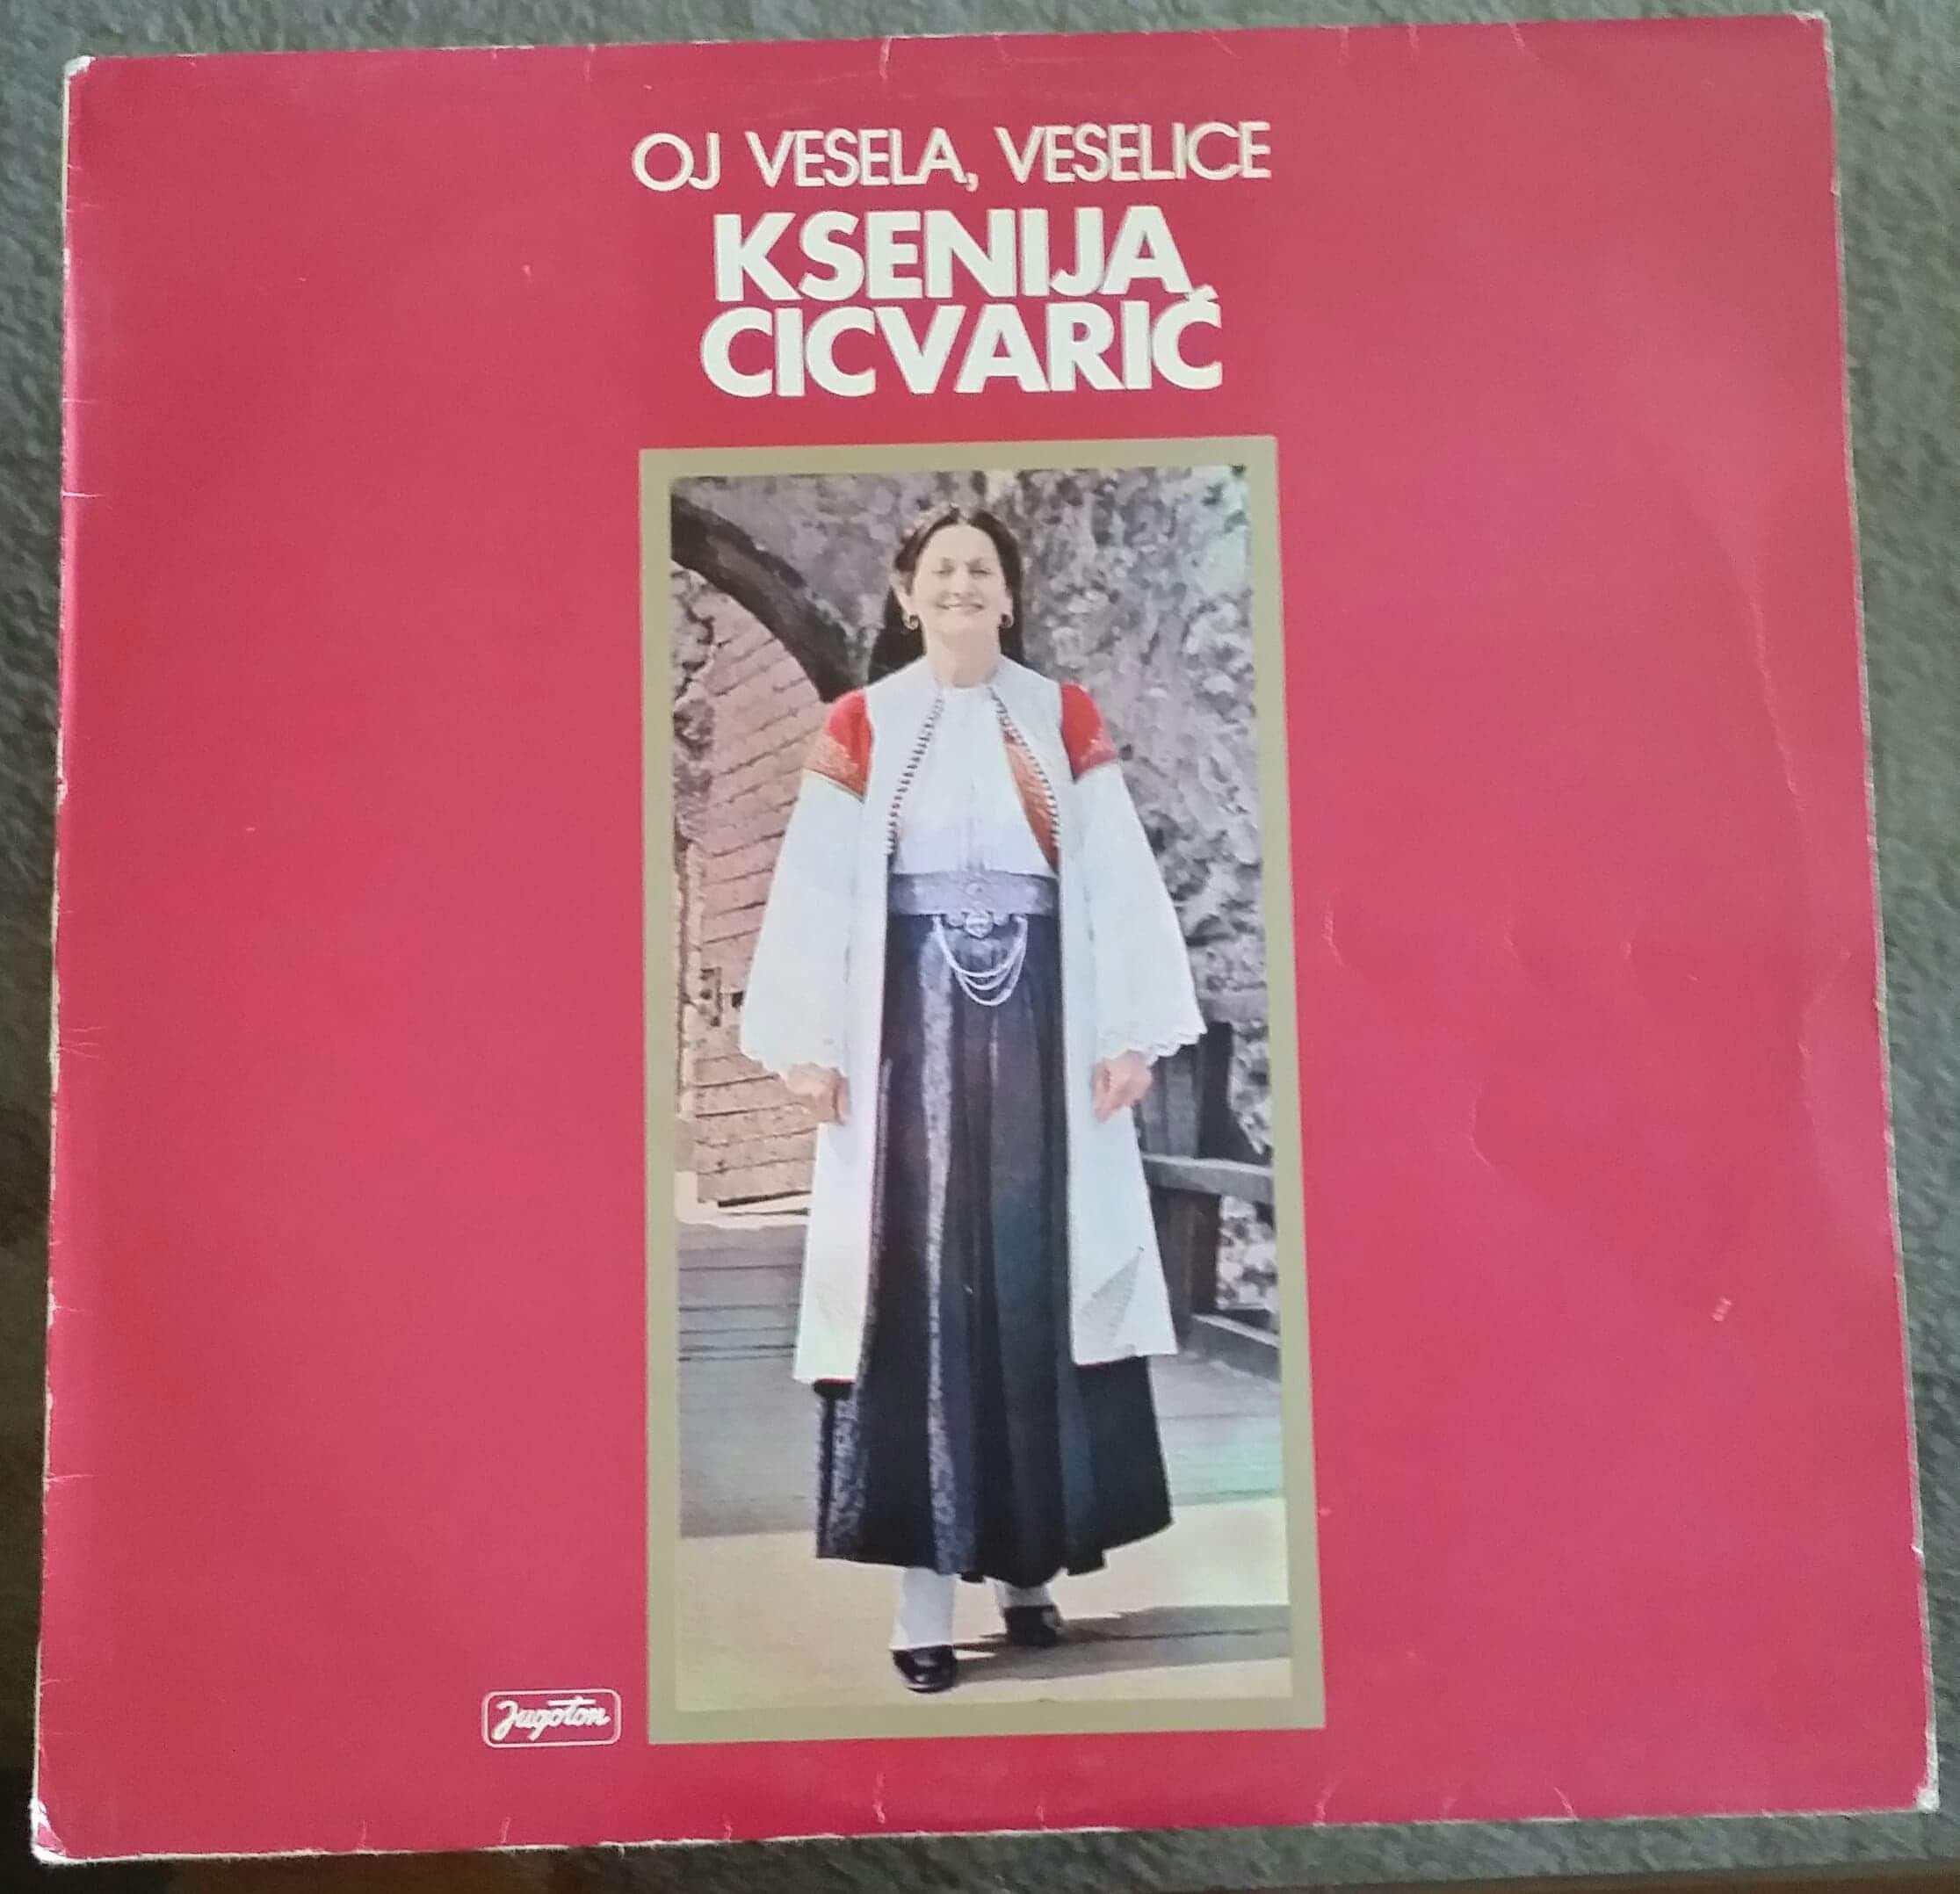 OJ VESELA, VESELICE
KSENIJA
CICVARIĆ
Jugoton